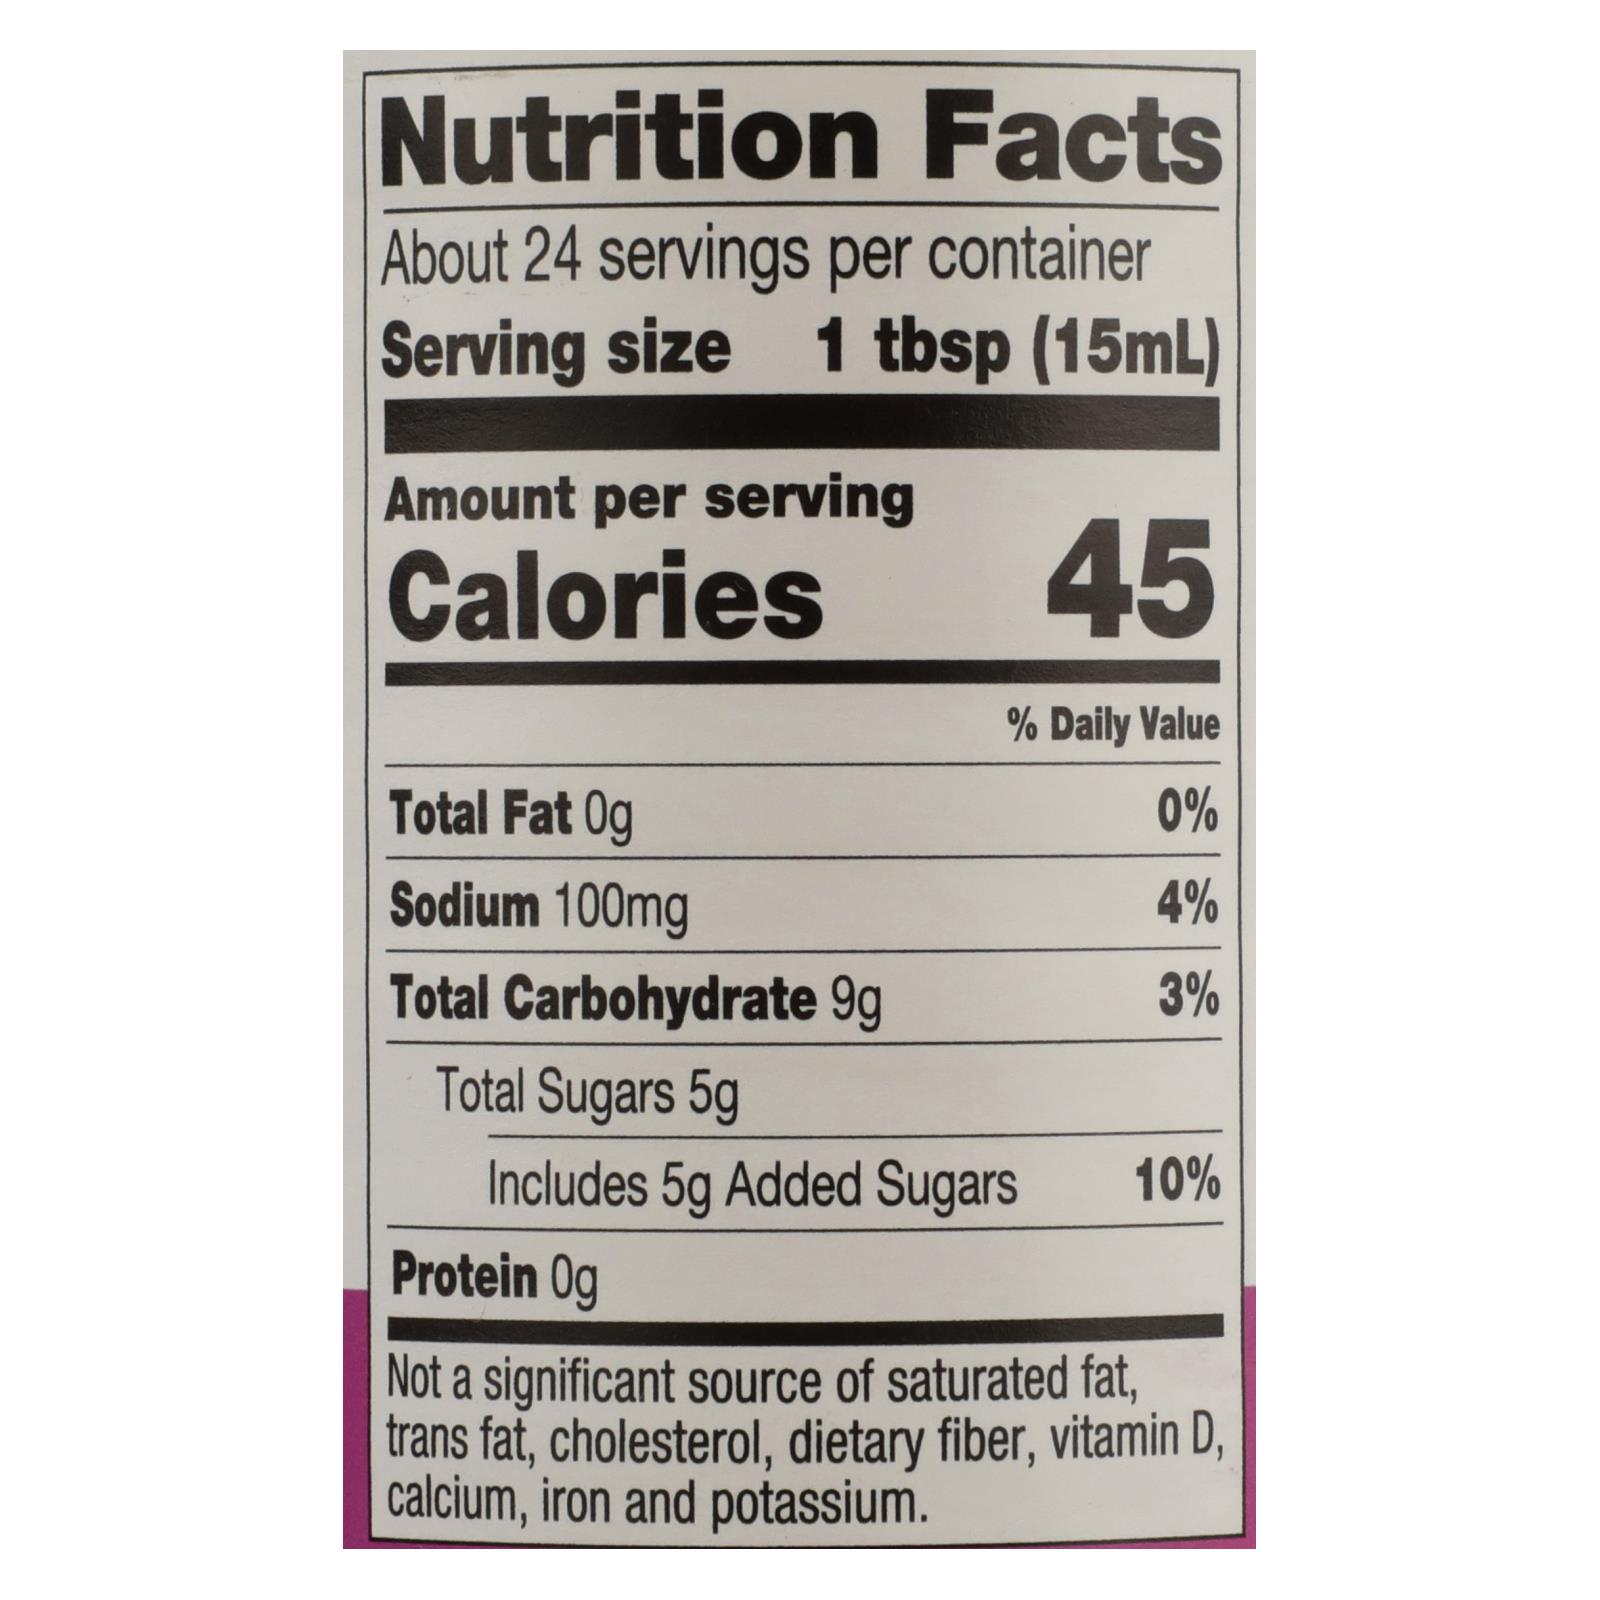 Nutrition Facts
About 24 servings per container
Serving size 1 tbsp (15mL)
Amount per serving
Calories 45
% Daily Value
Total Fat 0g 0%
Sodium 100mg 4%
Total Carbohydrate 9g 3%
Total Sugars 5g
Includes 5g Added Sugars 10%
Protein 0g
Not a significant source of saturated fat,
trans fat, cholesterol, dietary fiber, vitamin D,
calcium, iron and potassium.